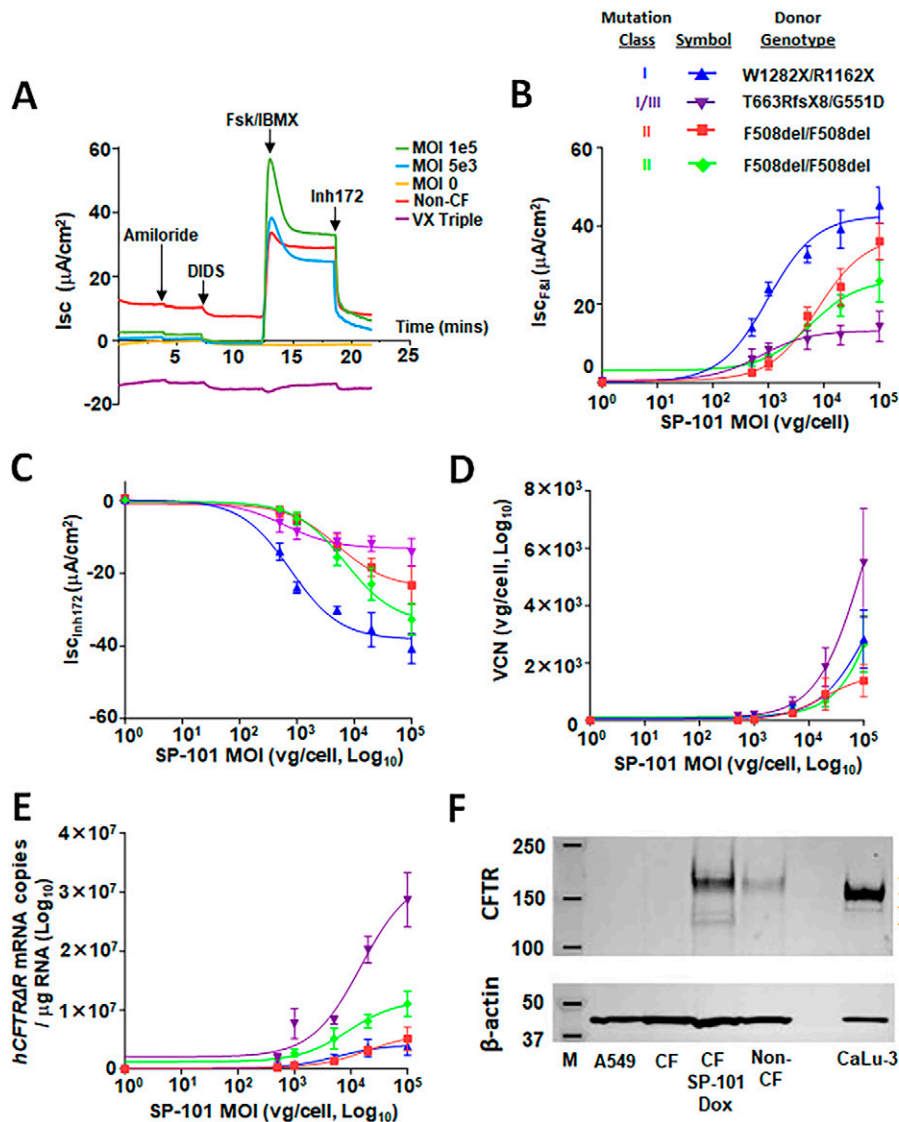 Mutation Class Symbol Donor Genotype
I W1282X/R1162X
I/III T663RfsX8/G551D
II F508del/F508del
II F508del/F508del
A
Fsk/IBMX
MOI 1e5
MOI 5e3
MOI 0
Non-CF
VX Triple
Inh172
Amiloride
DIDS
Isc (µA/cm²)
60
40
20
0
-20
5 10 15 20 25
Time (mins)
B
Isc F&I (µA/cm²)
60
40
20
0
10⁰ 10¹ 10² 10³ 10⁴ 10⁵
SP-101 MOI (vg/cell)
C
Isc Inh172 (µA/cm²)
0
-20
-40
-60
10⁰ 10¹ 10² 10³ 10⁴ 10⁵
SP-101 MOI (vg/cell, Log₁₀)
D
VCN (vg/cell, Log₁₀)
8×10³
6×10³
4×10³
2×10³
0
10⁰ 10¹ 10² 10³ 10⁴ 10⁵
SP-101 MOI (vg/cell, Log₁₀)
E
hCFTRΔR mRNA copies
/ µg RNA (Log₁₀)
4×10⁷
3×10⁷
2×10⁷
1×10⁷
0
10⁰ 10¹ 10² 10³ 10⁴ 10⁵
SP-101 MOI (vg/cell, Log₁₀)
F
CFTR
250
150
100
β-actin
50
37
M A549 CF CF SP-101 Dox Non-CF CaLu-3